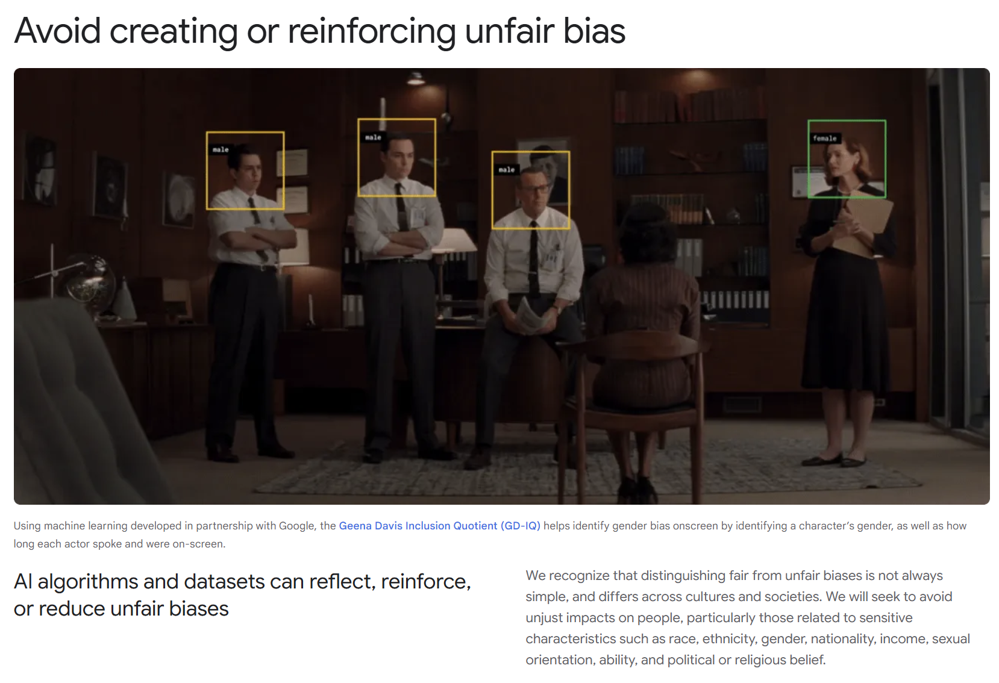 Avoid creating or reinforcing unfair bias
male
male
male
female
Using machine learning developed in partnership with Google, the Geena Davis Inclusion Quotient (GD-IQ) helps identify gender bias onscreen by identifying a character's gender, as well as how
long each actor spoke and were on-screen.
AI algorithms and datasets can reflect, reinforce,
or reduce unfair biases
We recognize that distinguishing fair from unfair biases is not always
simple, and differs across cultures and societies. We will seek to avoid
unjust impacts on people, particularly those related to sensitive
characteristics such as race, ethnicity, gender, nationality, income, sexual
orientation, ability, and political or religious belief.